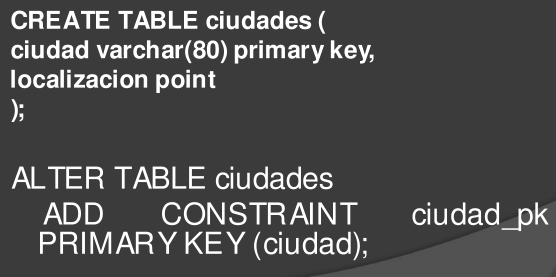 CREATE TABLE ciudades (
ciudad varchar(80) primary key,
localizacion point
);
ALTER TABLE ciudades
ADD CONSTRAINT ciudad_pk
PRIMARY KEY (ciudad);